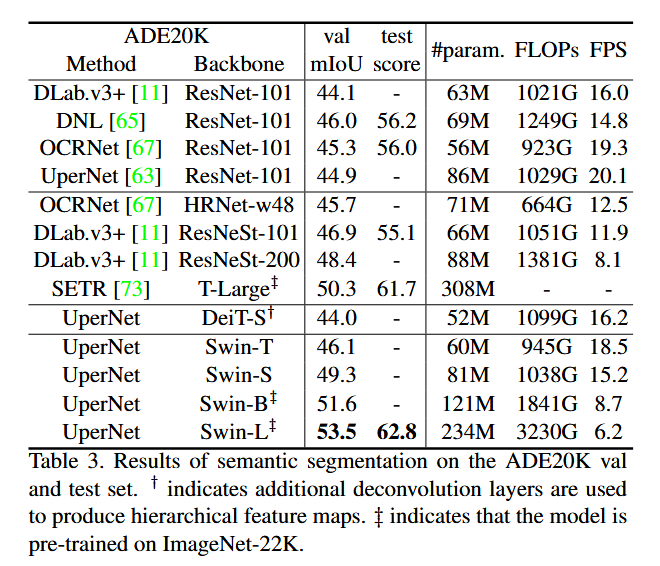 ADE20K val test #param. FLOPs FPS
Method Backbone mIoU score
DLab.v3+ [11] ResNet-101 44.1 - 63M 1021G 16.0
DNL [65] ResNet-101 46.0 56.2 69M 1249G 14.8
OCRNet [67] ResNet-101 45.3 56.0 56M 923G 19.3
UperNet [63] ResNet-101 44.9 - 86M 1029G 20.1
OCRNet [67] HRNet-w48 45.7 - 71M 664G 12.5
DLab.v3+ [11] ResNeSt-101 46.9 55.1 66M 1051G 11.9
DLab.v3+ [11] ResNeSt-200 48.4 - 88M 1381G 8.1
SETR [73] T-Large‡ 50.3 61.7 308M - -
UperNet DeiT-S† 44.0 - 52M 1099G 16.2
UperNet Swin-T 46.1 - 60M 945G 18.5
UperNet Swin-S 49.3 - 81M 1038G 15.2
UperNet Swin-B‡ 51.6 - 121M 1841G 8.7
UperNet Swin-L‡ 53.5 62.8 234M 3230G 6.2
Table 3. Results of semantic segmentation on the ADE20K val
and test set. † indicates additional deconvolution layers are used
to produce hierarchical feature maps. ‡ indicates that the model is
pre-trained on ImageNet-22K.